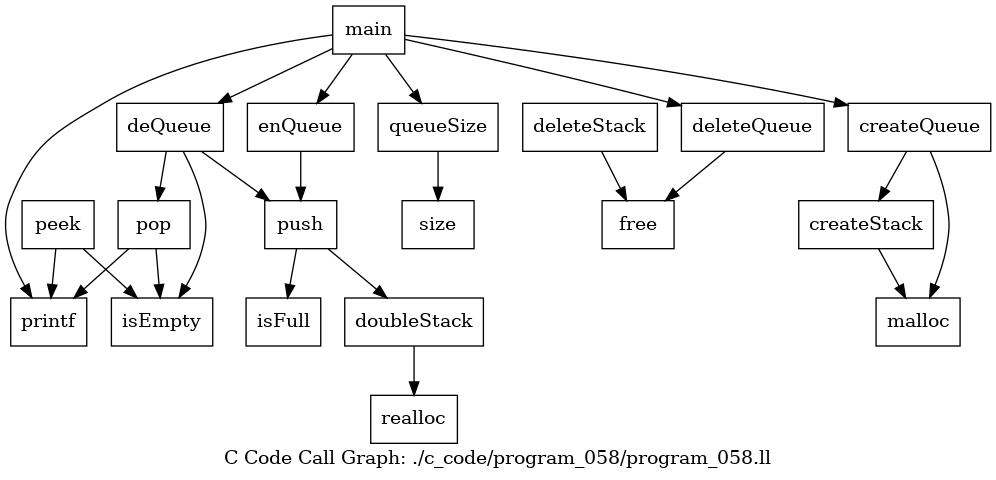 main
deQueue
enQueue
queueSize
deleteStack
deleteQueue
createQueue
peek
pop
push
size
free
createStack
printf
isEmpty
isFull
doubleStack
malloc
realloc
C Code Call Graph: ./c_code/program_058/program_058.ll